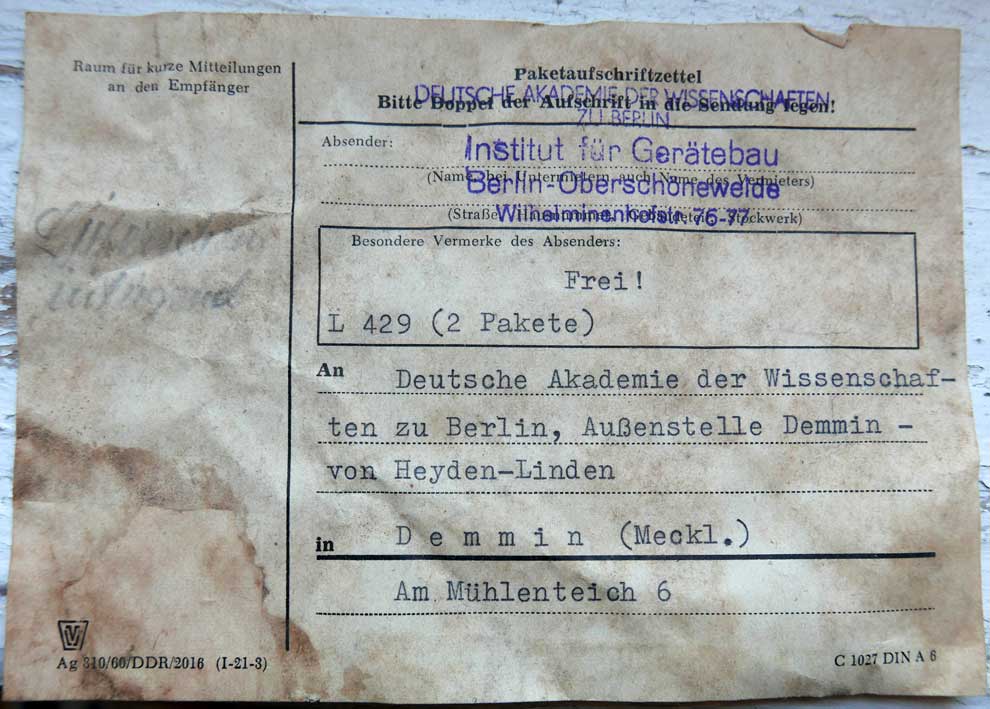 Raum für kurze Mitteilungen
an den Empfänger
Paketaufschriftzettel
Bitte Doppel der Aufschrift in die Sendung legen!
DEUTSCHE AKADEMIE DER WISSENSCHAFTEN
ZU BERLIN
Absender:
Institut für Gerätebau
(Name, bei Untermietern auch Name des Vermieters)
Berlin-Oberschöneweide
(Straße, Hausnummer, Gebäudeteil, Stockwerk)
Wilhelminenhofstr. 76-77
Besondere Vermerke des Absenders:
Frei!
L 429 (2 Pakete)
An Deutsche Akademie der Wissenschaf-
ten zu Berlin, Außenstelle Demmin -
von Heyden-Linden
in D e m m i n (Meckl.)
Am Mühlenteich 6
Ag 310/60/DDR/2016 (I-21-3)
C 1027 DIN A 6